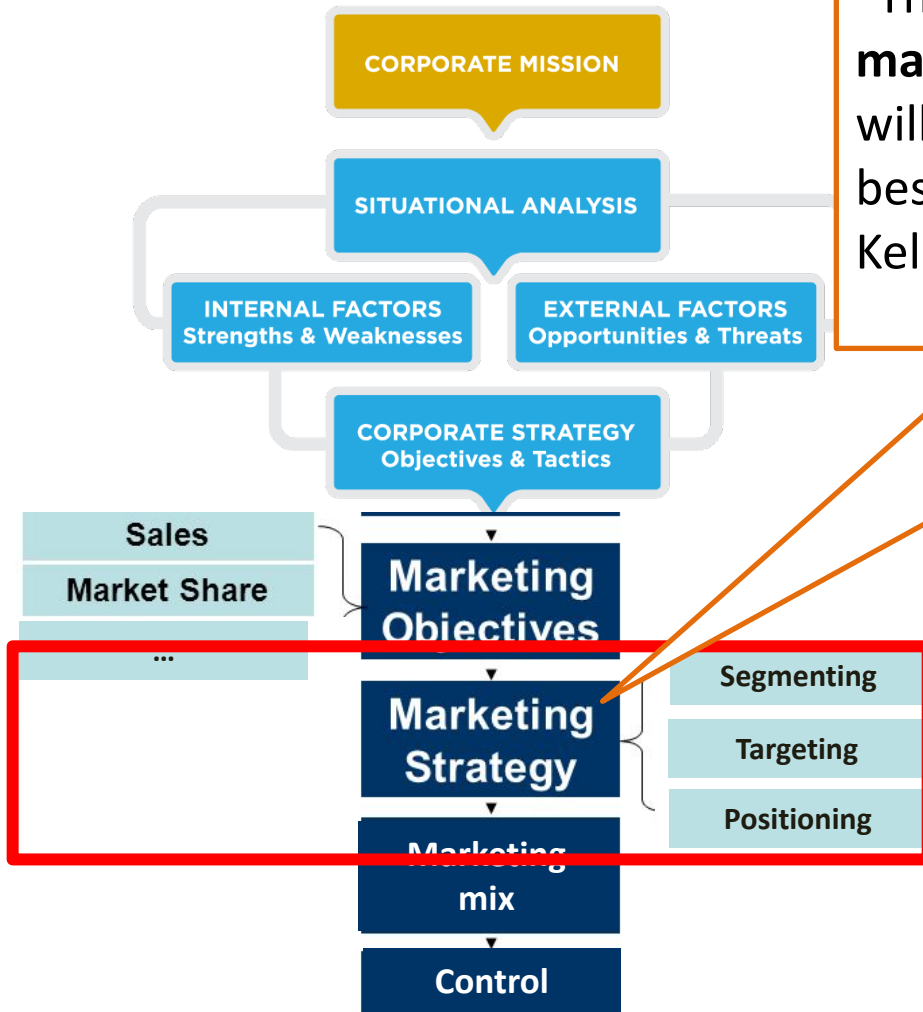 CORPORATE MISSION
SITUATIONAL ANALYSIS
INTERNAL FACTORS
Strengths & Weaknesses
EXTERNAL FACTORS
Opportunities & Threats
CORPORATE STRATEGY
Objectives & Tactics
Sales
Market Share
...
Marketing
Objectives
Marketing
Strategy
Segmenting
Targeting
Positioning
Marketing
mix
Control
will